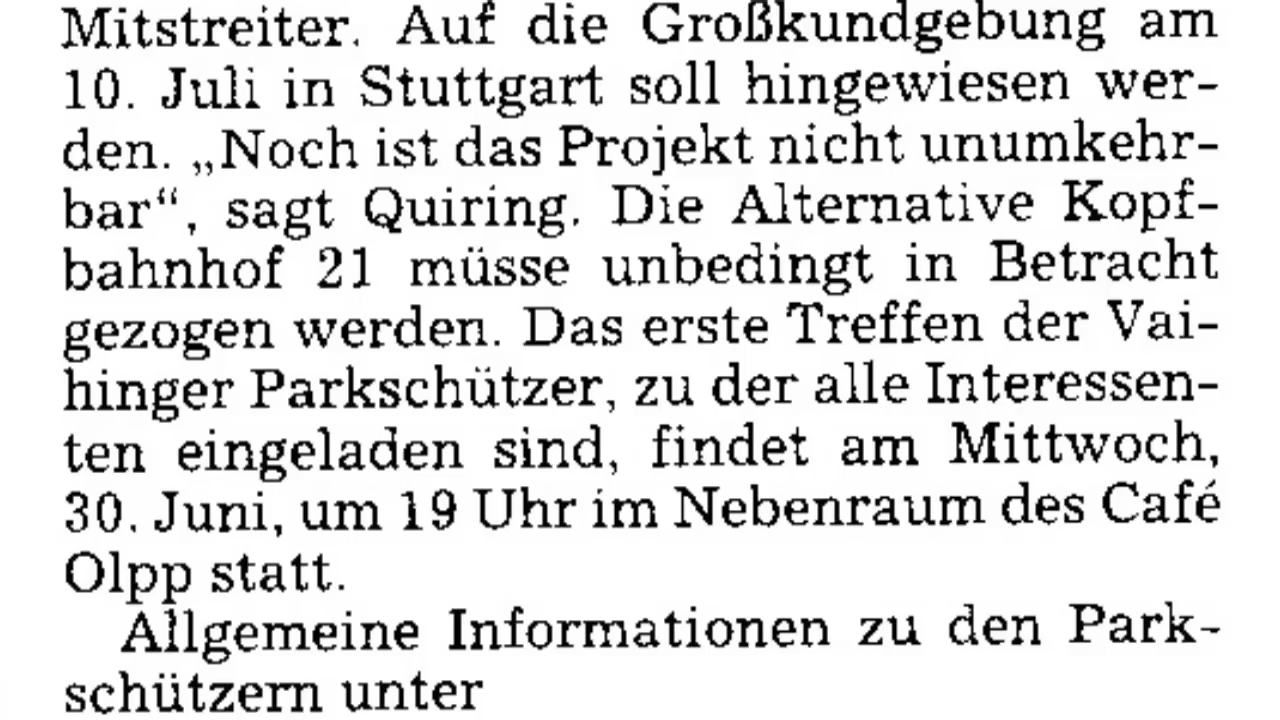 Mitstreiter. Auf die Großkundgebung am
10. Juli in Stuttgart soll hingewiesen wer-
den. „Noch ist das Projekt nicht unumkehr-
bar“, sagt Quiring. Die Alternative Kopf-
bahnhof 21 müsse unbedingt in Betracht
gezogen werden. Das erste Treffen der Vai-
hinger Parkschützer, zu der alle Interessen-
ten eingeladen sind, findet am Mittwoch,
30. Juni, um 19 Uhr im Nebenraum des Café
Olpp statt.
Allgemeine Informationen zu den Park-
schützern unter